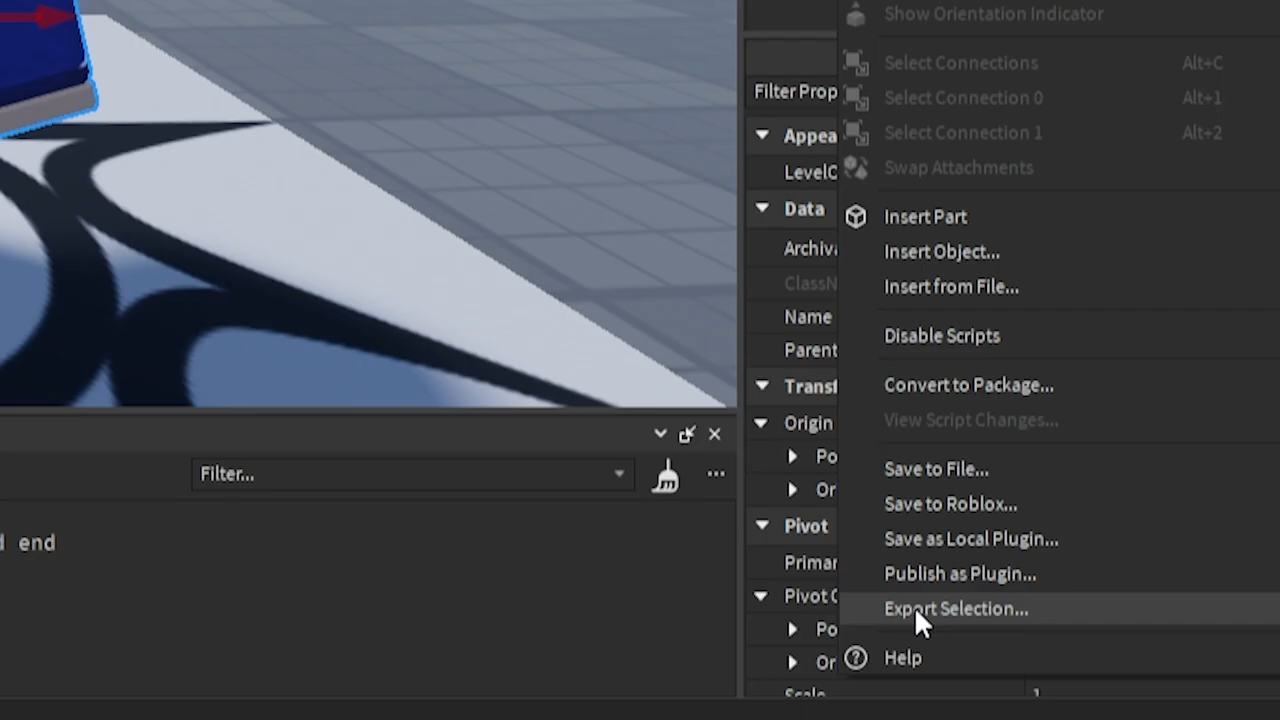 Show Orientation Indicator
Select Connections Alt+C
Select Connection 0 Alt+1
Select Connection 1 Alt+2
Swap Attachments
Insert Part
Insert Object...
Insert from File...
Disable Scripts
Convert to Package...
View Script Changes...
Save to File...
Save to Roblox...
Save as Local Plugin...
Publish as Plugin...
Export Selection...
Help
Filter Prop
Appea
LevelC
Data
Archiva
ClassN
Name
Parent
Transf
Origin
Po
Or
Pivot
Primar
Pivot O
Po
Or
Scale 1
Filter...
d end